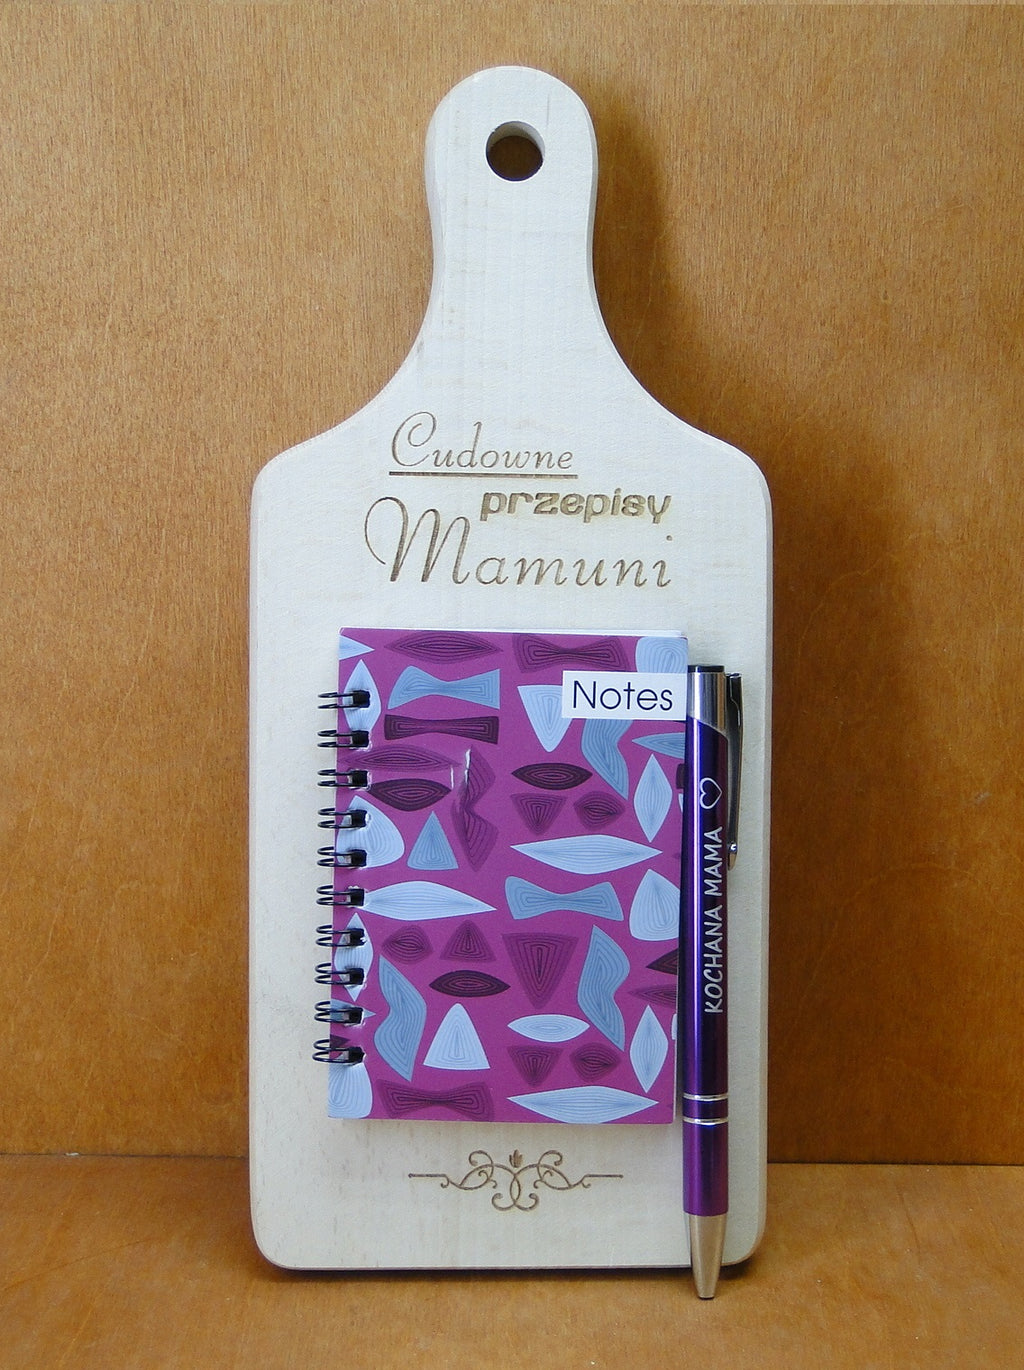 Cudowne
przepisy
Mamuni
Notes
KOCHANA MAMA ♡